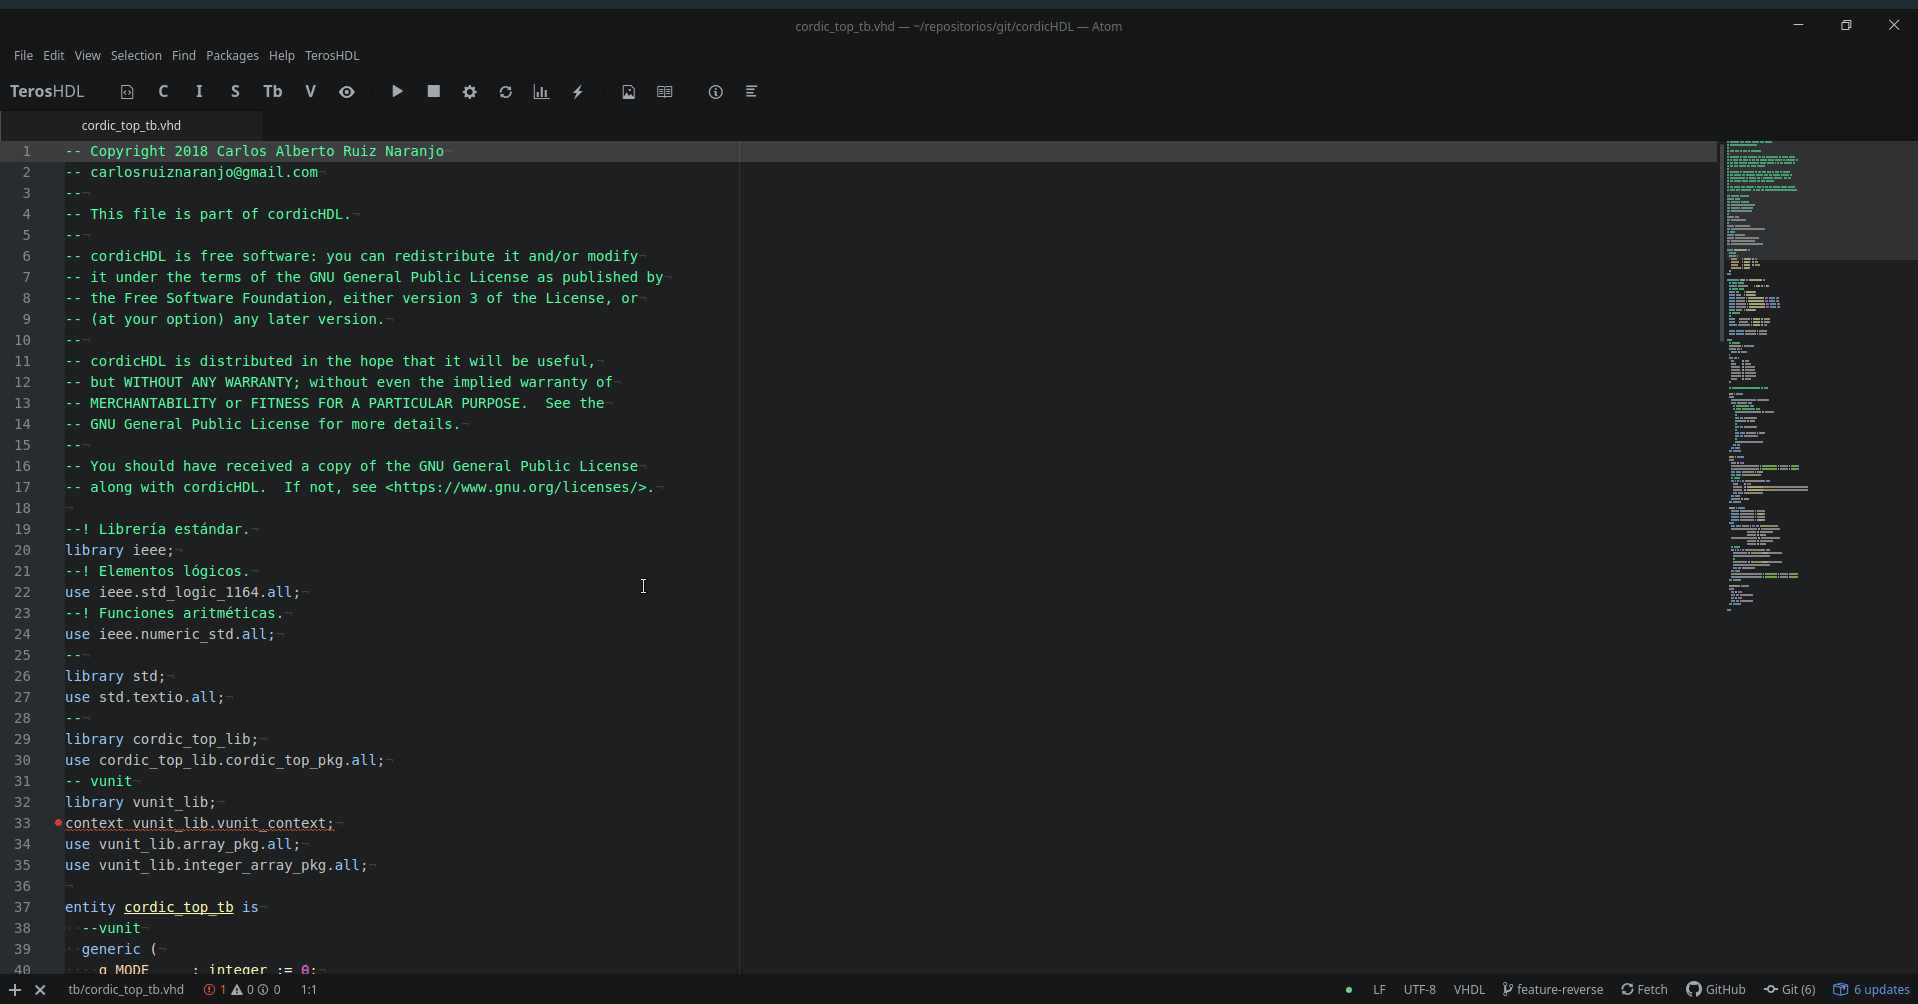 cordic_top_tb.vhd — ~/repositorios/git/cordicHDL — Atom
File Edit View Selection Find Packages Help TerosHDL
TerosHDL C I S Tb V
cordic_top_tb.vhd
1 -- Copyright 2018 Carlos Alberto Ruiz Naranjo
2 -- carlosruiznaranjo@gmail.com
3 --
4 -- This file is part of cordicHDL.
5 --
6 -- cordicHDL is free software: you can redistribute it and/or modify
7 -- it under the terms of the GNU General Public License as published by
8 -- the Free Software Foundation, either version 3 of the License, or
9 -- (at your option) any later version.
10 --
11 -- cordicHDL is distributed in the hope that it will be useful,
12 -- but WITHOUT ANY WARRANTY; without even the implied warranty of
13 -- MERCHANTABILITY or FITNESS FOR A PARTICULAR PURPOSE.  See the
14 -- GNU General Public License for more details.
15 --
16 -- You should have received a copy of the GNU General Public License
17 -- along with cordicHDL.  If not, see <https://www.gnu.org/licenses/>.
18
19 --! Librería estándar.
20 library ieee;
21 --! Elementos lógicos.
22 use ieee.std_logic_1164.all;
23 --! Funciones aritméticas.
24 use ieee.numeric_std.all;
25 --
26 library std;
27 use std.textio.all;
28 --
29 library cordic_top_lib;
30 use cordic_top_lib.cordic_top_pkg.all;
31 -- vunit
32 library vunit_lib;
33 context vunit_lib.vunit_context;
34 use vunit_lib.array_pkg.all;
35 use vunit_lib.integer_array_pkg.all;
36
37 entity cordic_top_tb is
38   --vunit
39   generic (
40     g_MODE     : integer := 0;
tb/cordic_top_tb.vhd 1 0 0 1:1 LF UTF-8 VHDL feature-reverse Fetch GitHub Git (6) 6 updates